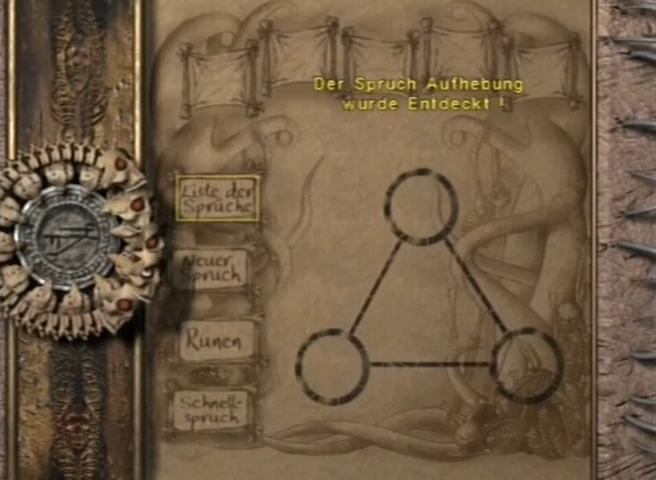 Der Spruch Aufhebung
wurde Entdeckt !
Liste der
Sprüche
Neuer
Spruch
Runen
Schnell-
spruch